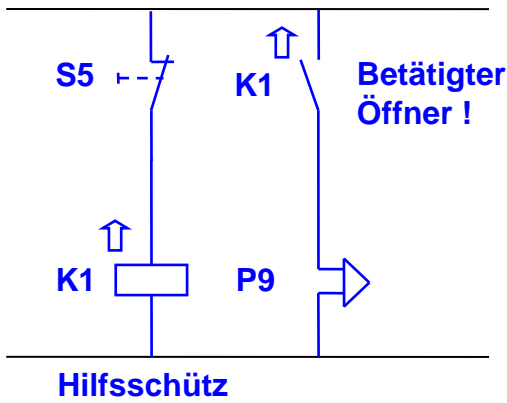 S5
K1
Betätigter
Öffner !
K1
P9
Hilfsschütz